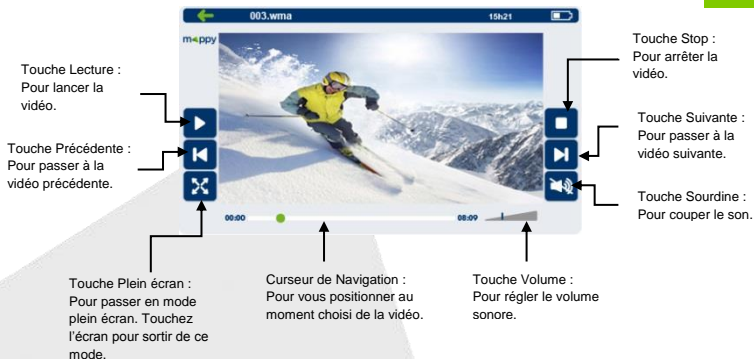 003.wma
15h21
mappy
Touche Lecture :
Pour lancer la
vidéo.
Touche Précédente :
Pour passer à la
vidéo précédente.
Touche Stop :
Pour arrêter la
vidéo.
Touche Suivante :
Pour passer à la
vidéo suivante.
Touche Sourdine :
Pour couper le son.
00:00
08:09
Touche Plein écran :
Pour passer en mode
plein écran. Touchez
l’écran pour sortir de ce
mode.
Curseur de Navigation :
Pour vous positionner au
moment choisi de la vidéo.
Touche Volume :
Pour régler le volume
sonore.